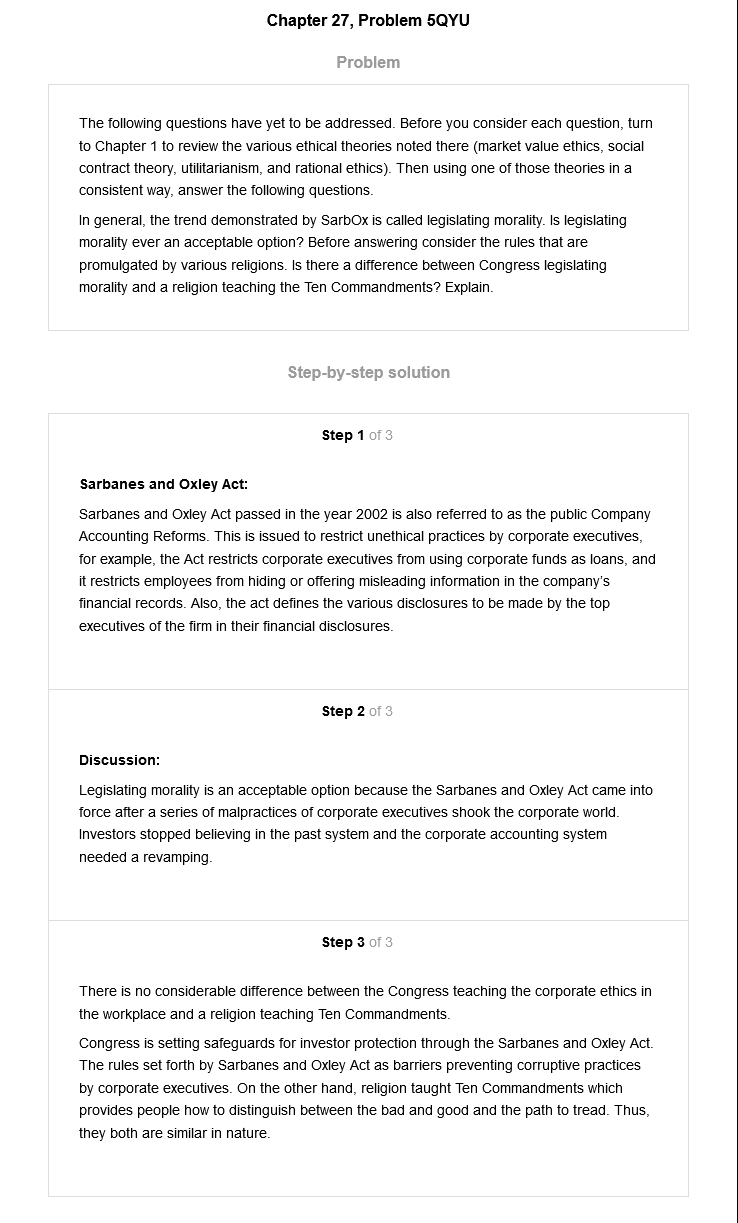 Chapter 27, Problem 5QYU
Problem
The following questions have yet to be addressed. Before you consider each question, turn
to Chapter 1 to review the various ethical theories noted there (market value ethics, social
contract theory, utilitarianism, and rational ethics). Then using one of those theories in a
consistent way, answer the following questions.
In general, the trend demonstrated by SarbOx is called legislating morality. Is legislating
morality ever an acceptable option? Before answering consider the rules that are
promulgated by various religions. Is there a difference between Congress legislating
morality and a religion teaching the Ten Commandments? Explain.
Step-by-step solution
Step 1 of 3
Sarbanes and Oxley Act:
Sarbanes and Oxley Act passed in the year 2002 is also referred to as the public Company
Accounting Reforms. This is issued to restrict unethical practices by corporate executives,
for example, the Act restricts corporate executives from using corporate funds as loans, and
it restricts employees from hiding or offering misleading information in the company's
financial records. Also, the act defines the various disclosures to be made by the top
executives of the firm in their financial disclosures.
Step 2 of 3
Discussion:
Legislating morality is an acceptable option because the Sarbanes and Oxley Act came into
force after a series of malpractices of corporate executives shook the corporate world.
Investors stopped believing in the past system and the corporate accounting system
needed a revamping.
Step 3 of 3
There is no considerable difference between the Congress teaching the corporate ethics in
the workplace and a religion teaching Ten Commandments.
Congress is setting safeguards for investor protection through the Sarbanes and Oxley Act.
The rules set forth by Sarbanes and Oxley Act as barriers preventing corruptive practices
by corporate executives. On the other hand, religion taught Ten Commandments which
provides people how to distinguish between the bad and good and the path to tread. Thus,
they both are similar in nature.